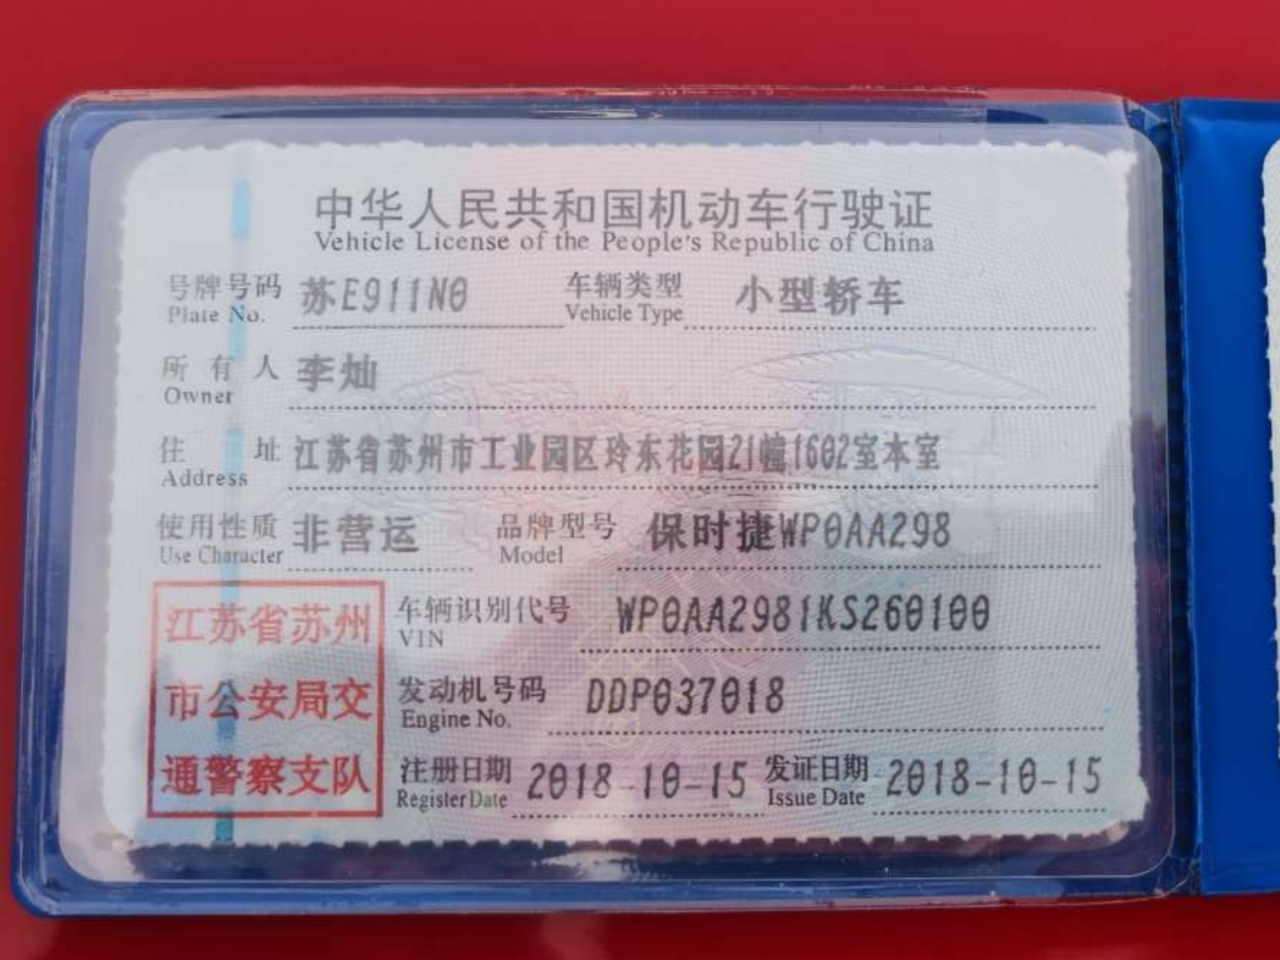 中华人民共和国机动车行驶证
Vehicle License of the People's Republic of China
号牌号码 苏E911N0 车辆类型 小型轿车
Plate No. Vehicle Type
所有人 李灿
Owner
住址 江苏省苏州市工业园区玲东花园21幢1602室本室
Address
使用性质 非营运 品牌型号 保时捷WP0AA298
Use Character Model
江苏省苏州
市公安局交
通警察支队
车辆识别代号 WP0AA2981KS260100
VIN
发动机号码 DDP037018
Engine No.
注册日期 2018-10-15 发证日期 2018-10-15
Register Date Issue Date